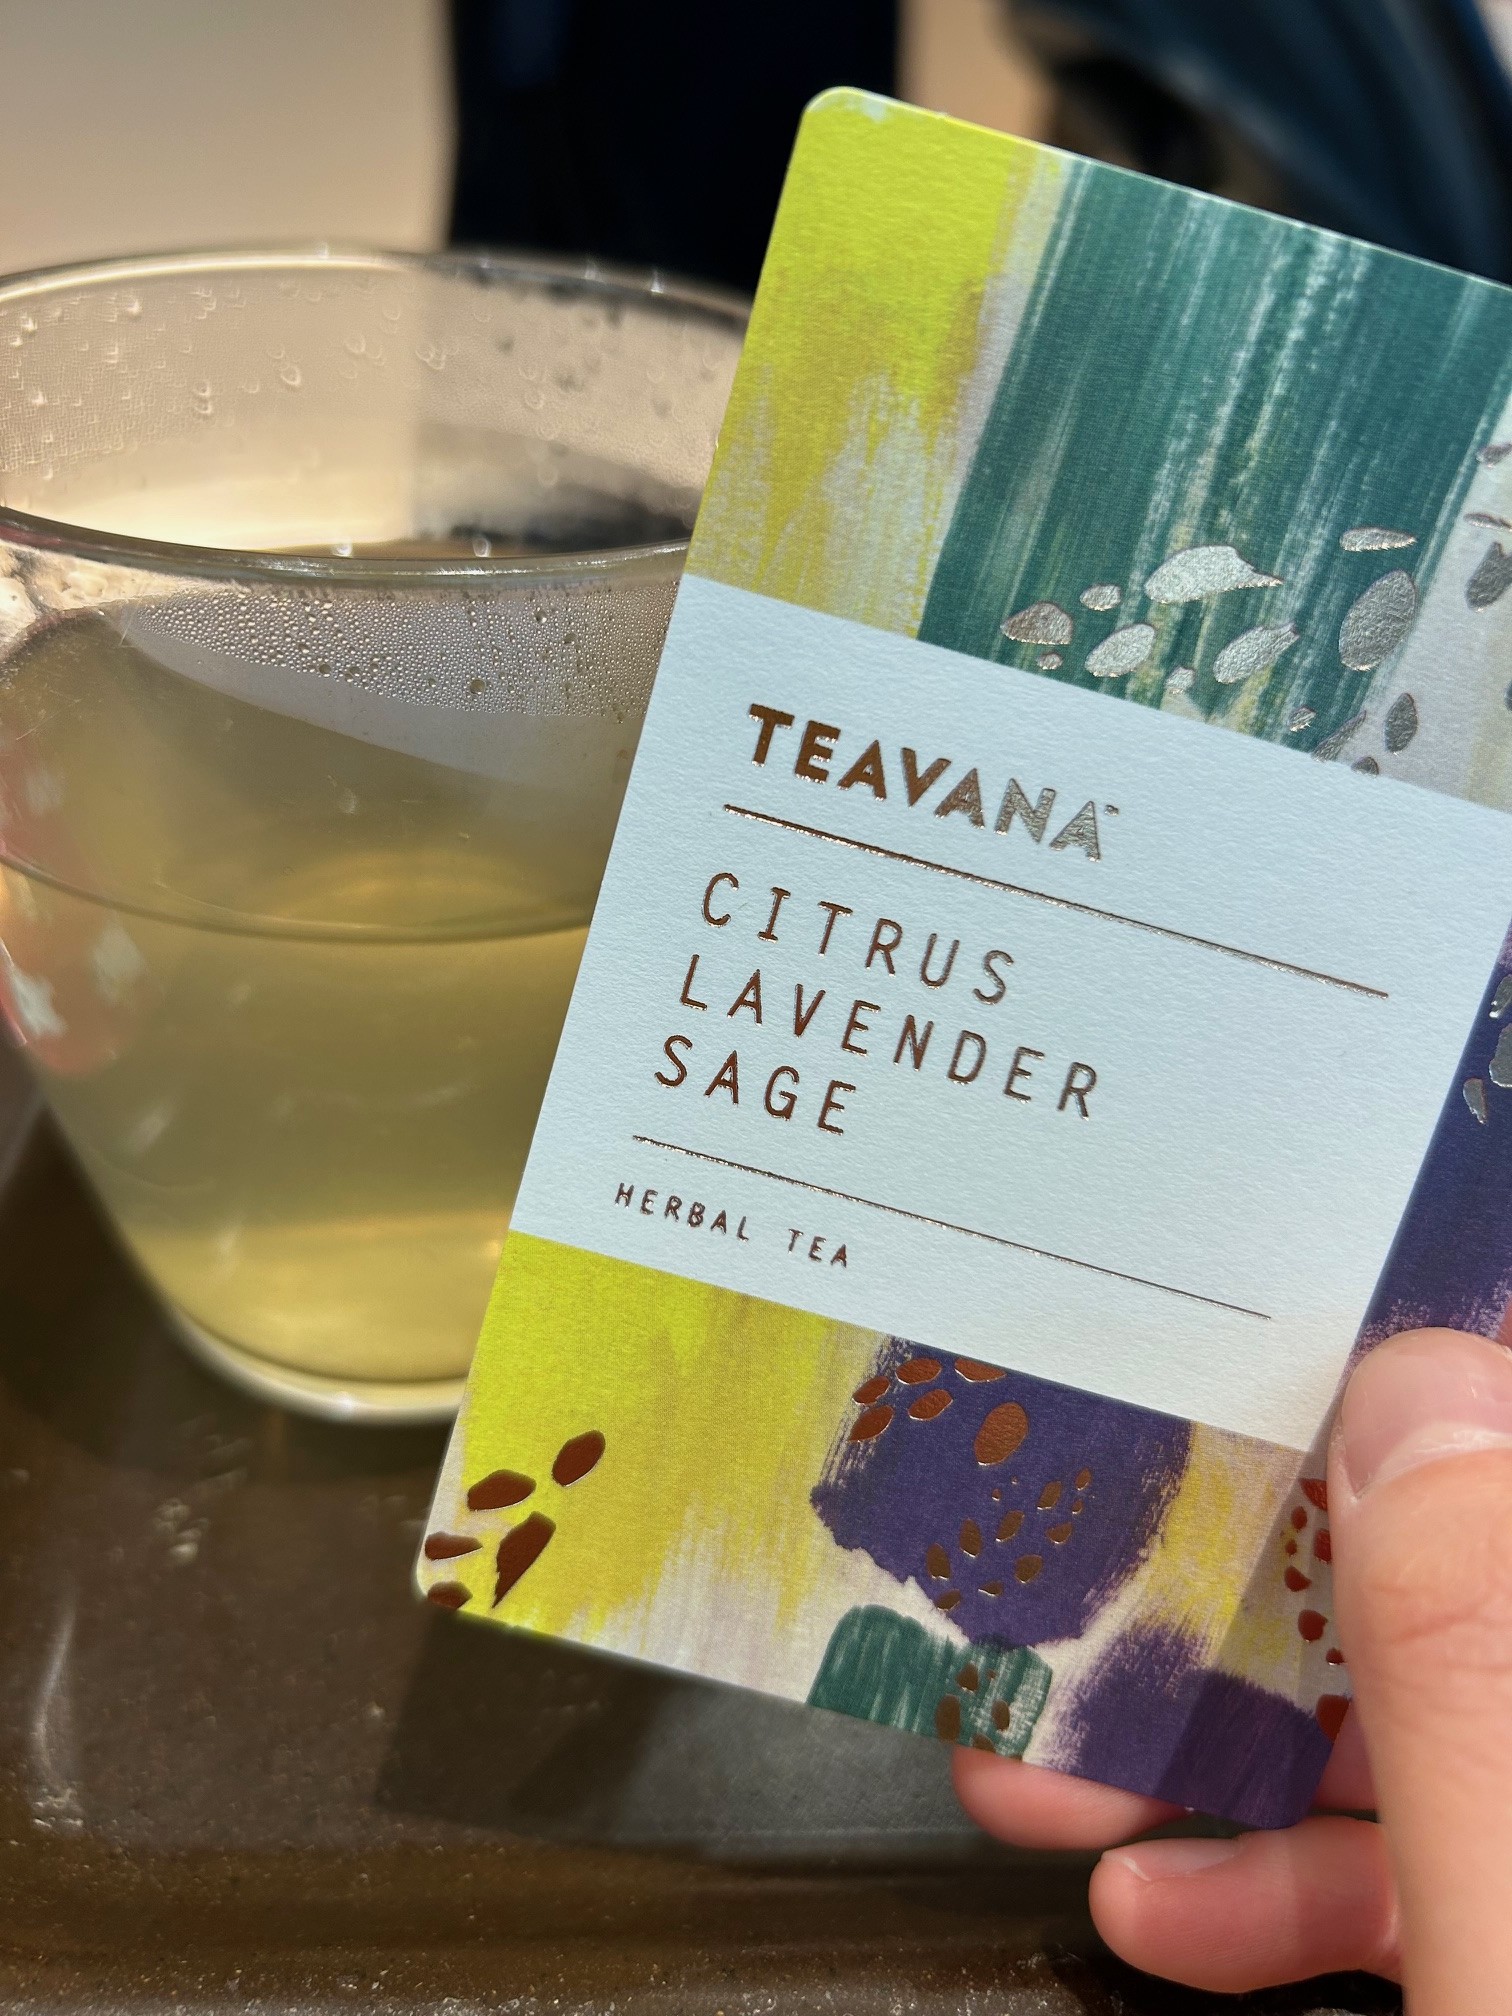 TEAVANA™
CITRUS
LAVENDER
SAGE
HERBAL TEA